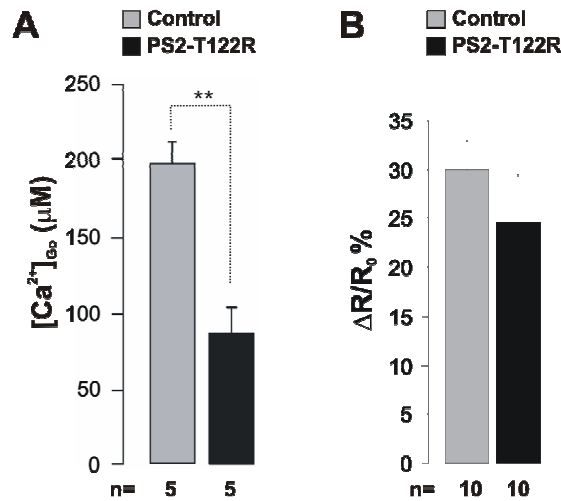 A
Control
PS2-T122R
250
200
150
100
50
0
[Ca²⁺]Go (μM)
**
n= 5 5
B
Control
PS2-T122R
35
30
25
20
15
10
5
0
ΔR/R₀ %
n= 10 10